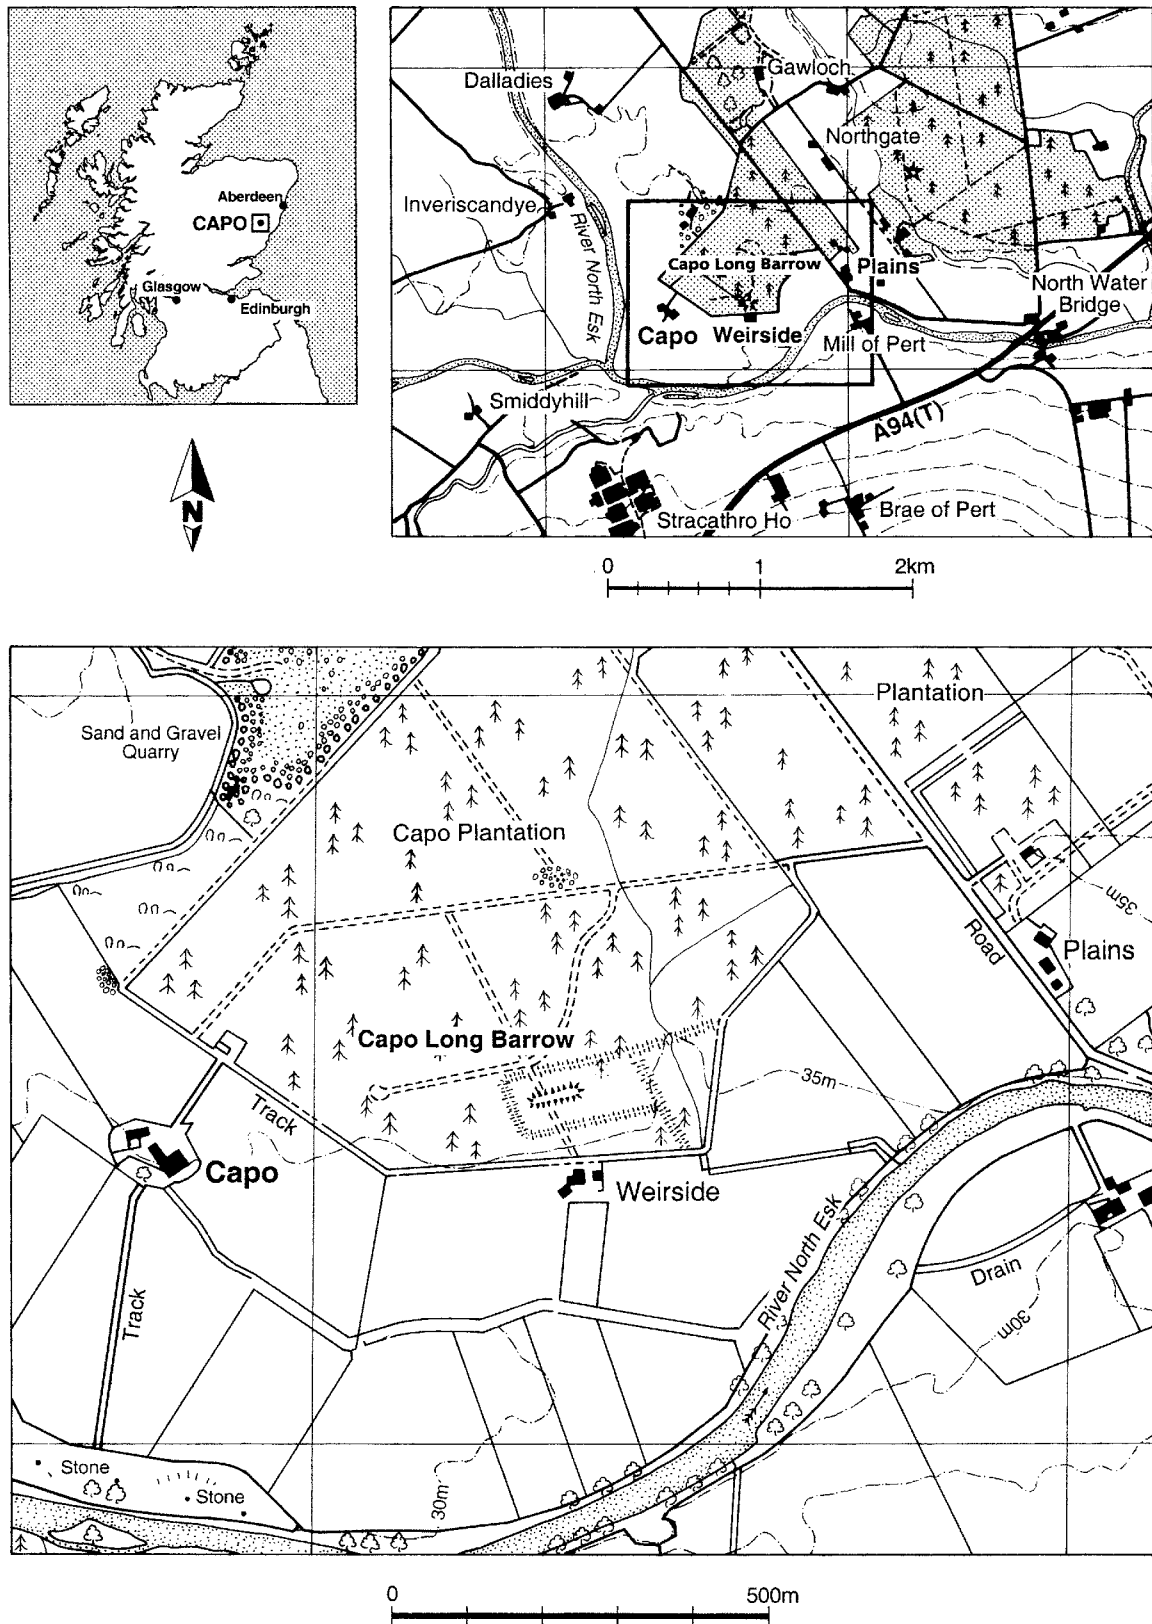 Aberdeen
CAPO
Glasgow
Edinburgh
N
Dalladies
Gawloch
Northgate
Inveriscandye
River North Esk
Capo Long Barrow
Plains
North Water
Bridge
Capo
Weirside
Mill of Pert
Smiddyhill
A94(T)
Stracathro Ho
Brae of Pert
0 1 2km
Plantation
Sand and Gravel
Quarry
Capo Plantation
35m
Road
Plains
Capo Long Barrow
35m
Track
Capo
Weirside
River North Esk
Drain
Track
30m
Stone
Stone
30m
0 500m